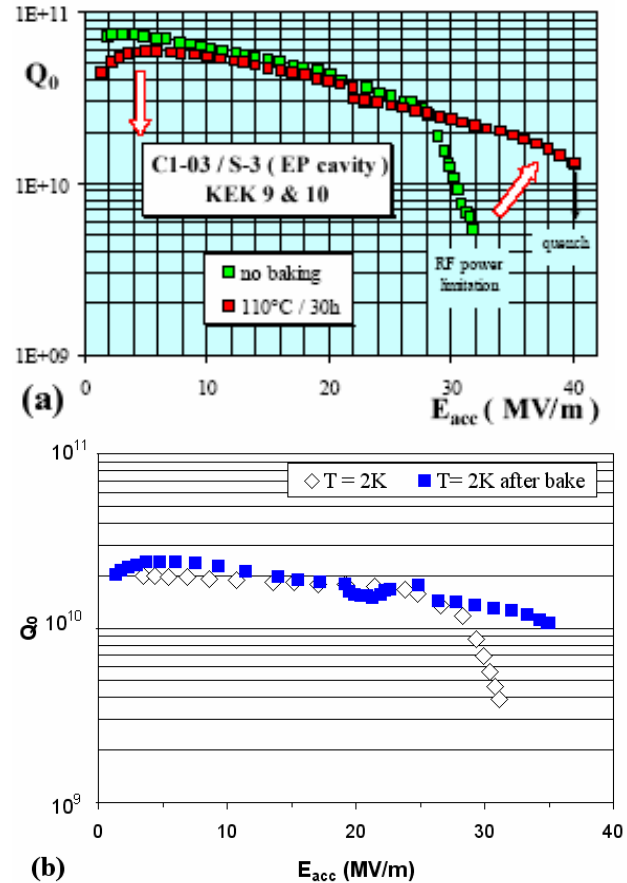 1E+11
Q0
C1-03 / S-3 ( EP cavity )
KEK 9 & 10
1E+10
quench
no baking
110°C / 30h
RF power
limitation
1E+09
0 10 20 30 40
(a)
Eacc ( MV/m)
10^11
T = 2K T= 2K after bake
Q0
10^10
10^9
0 10 20 30 40
(b)
Eacc (MV/m)